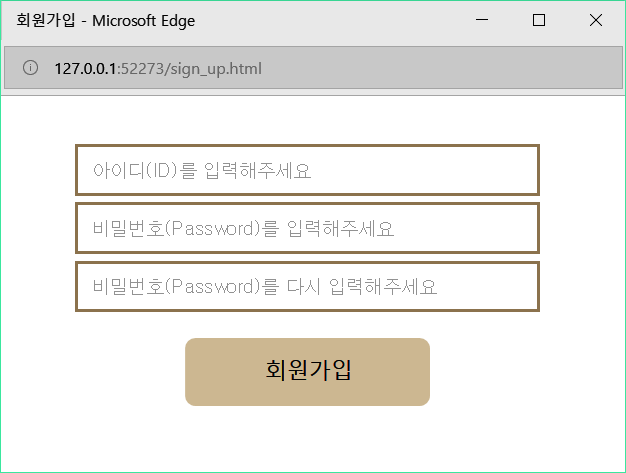 회원가입 - Microsoft Edge
127.0.0.1:52273/sign_up.html
아이디(ID)를 입력해주세요
비밀번호(Password)를 입력해주세요
비밀번호(Password)를 다시 입력해주세요
회원가입